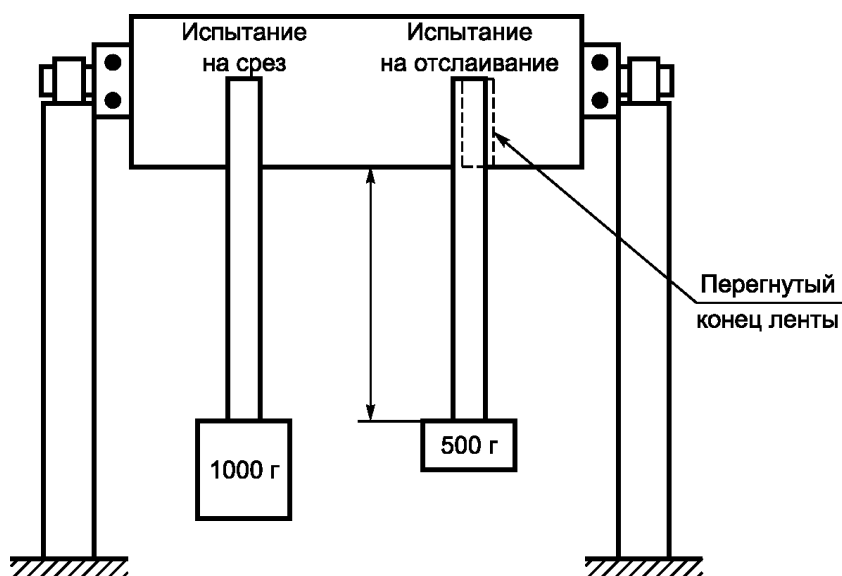 Испытание
на срез
Испытание
на отслаивание
Перегнутый
конец ленты
1000 г
500 г